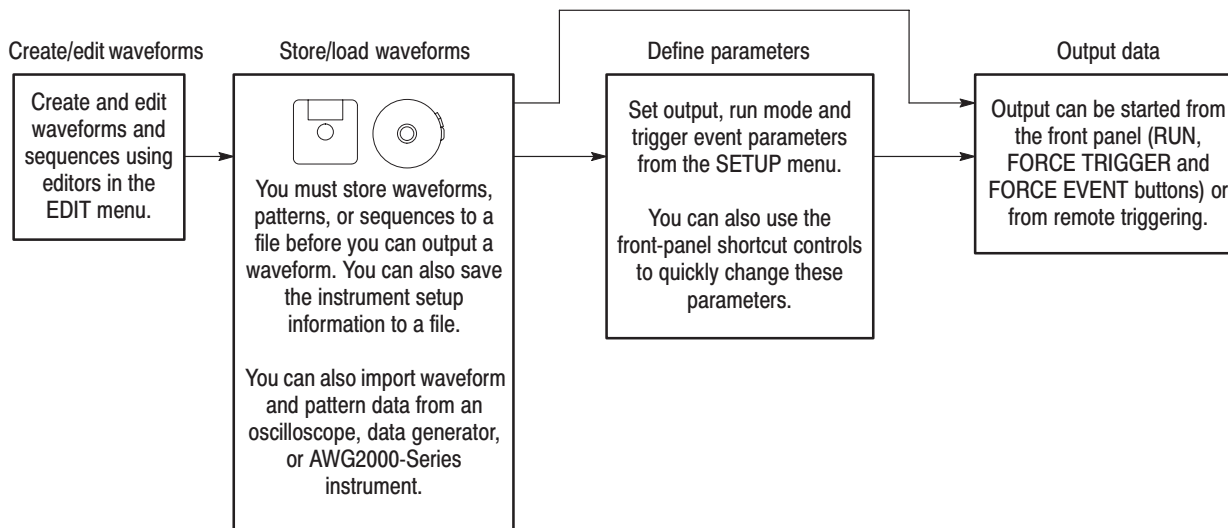 Create/edit waveforms
Create and edit
waveforms and
sequences using
editors in the
EDIT menu.
Store/load waveforms
You must store waveforms,
patterns, or sequences to a
file before you can output a
waveform. You can also save
the instrument setup
information to a file.
You can also import waveform
and pattern data from an
oscilloscope, data generator,
or AWG2000-Series
instrument.
Define parameters
Set output, run mode and
trigger event parameters
from the SETUP menu.
You can also use the
front-panel shortcut controls
to quickly change these
parameters.
Output data
Output can be started from
the front panel (RUN,
FORCE TRIGGER and
FORCE EVENT buttons) or
from remote triggering.